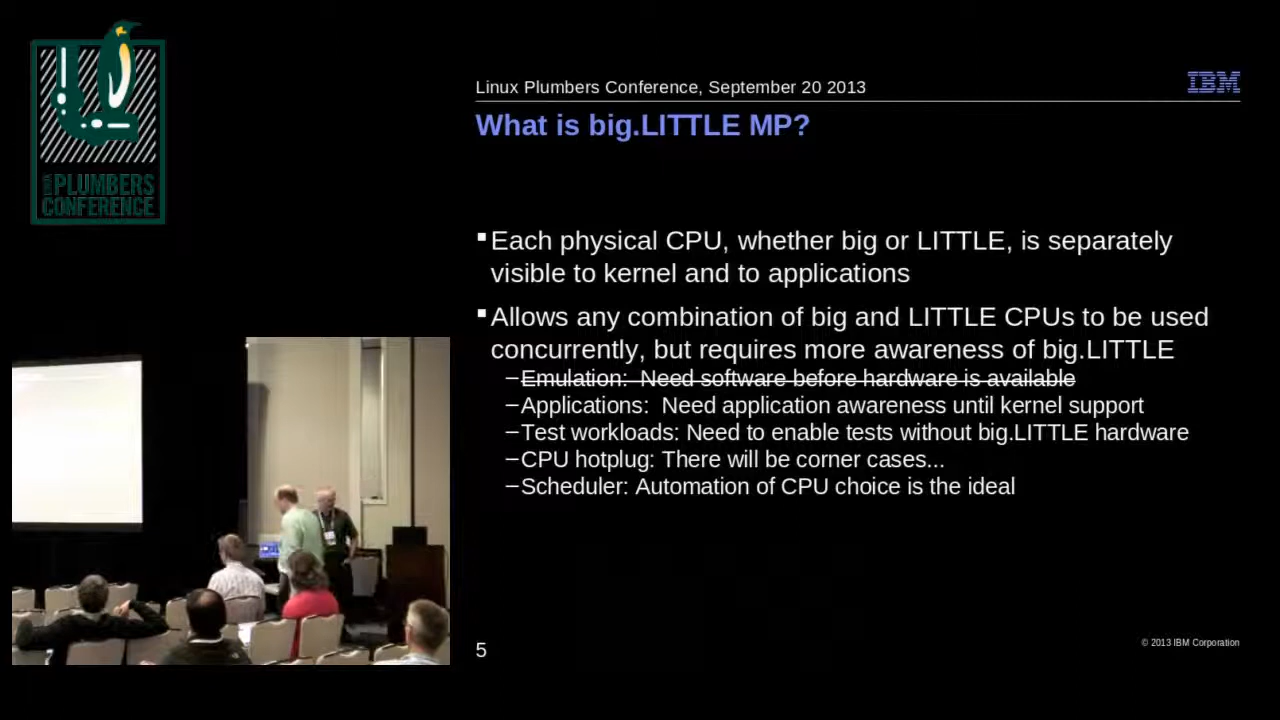 PLUMBERS
CONFERENCE
Linux Plumbers Conference, September 20 2013
IBM
What is big.LITTLE MP?
Each physical CPU, whether big or LITTLE, is separately
visible to kernel and to applications
Allows any combination of big and LITTLE CPUs to be used
concurrently, but requires more awareness of big.LITTLE
–Emulation:  Need software before hardware is available
–Applications:  Need application awareness until kernel support
–Test workloads: Need to enable tests without big.LITTLE hardware
–CPU hotplug: There will be corner cases...
–Scheduler: Automation of CPU choice is the ideal
5
© 2013 IBM Corporation